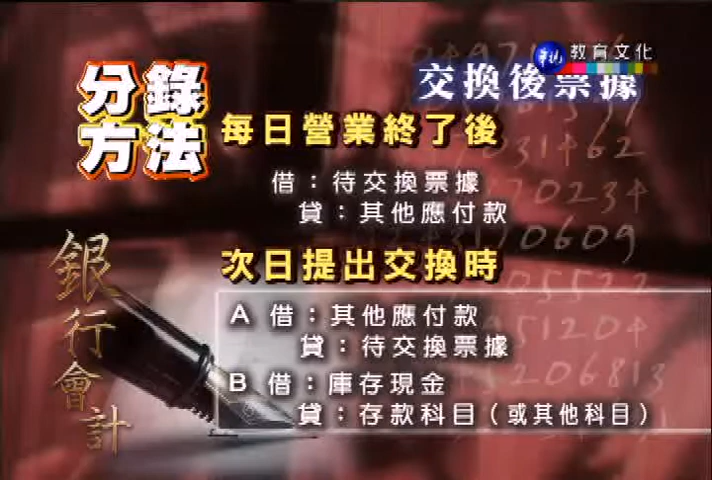 華視 教育文化
交換後票據
分錄
方法
每日營業終了後
借：待交換票據
貸：其他應付款
次日提出交換時
A 借：其他應付款
貸：待交換票據
B 借：庫存現金
貸：存款科目（或其他科目）
銀行會計